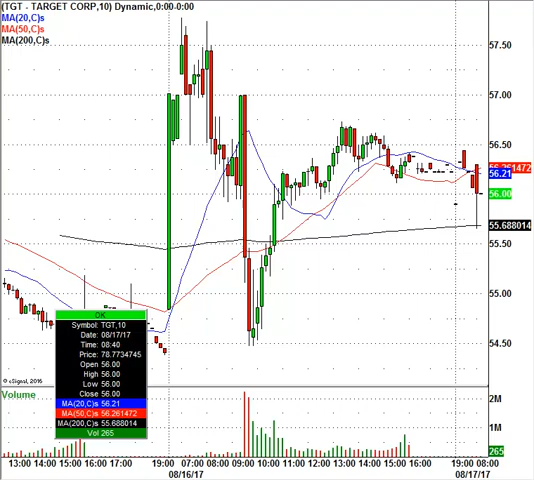 (TGT - TARGET CORP,10) Dynamic,0:00-0:00
MA(20,C)s
MA(50,C)s
MA(200,C)s
57.50
57.00
56.50
56.261472
56.21
56.00
55.688014
55.50
55.00
54.50
OK
Symbol: TGT,10
Date: 08/17/17
Time: 08:40
Price: 78.7734745
Open 56.00
High 56.00
Low 56.00
Close 56.00
MA(20,C)s 56.21
MA(50,C)s 56.261472
MA(200,C)s 55.688014
Vol 265
© eSignal, 2016
Volume
2M
1M
265
13:00 14:00 15:00 16:00 17:00 19:00 07:00 08:00 09:00 10:00 11:00 12:00 13:00 14:00 15:00 16:00 19:00 08:00
08/16/17 08/17/17